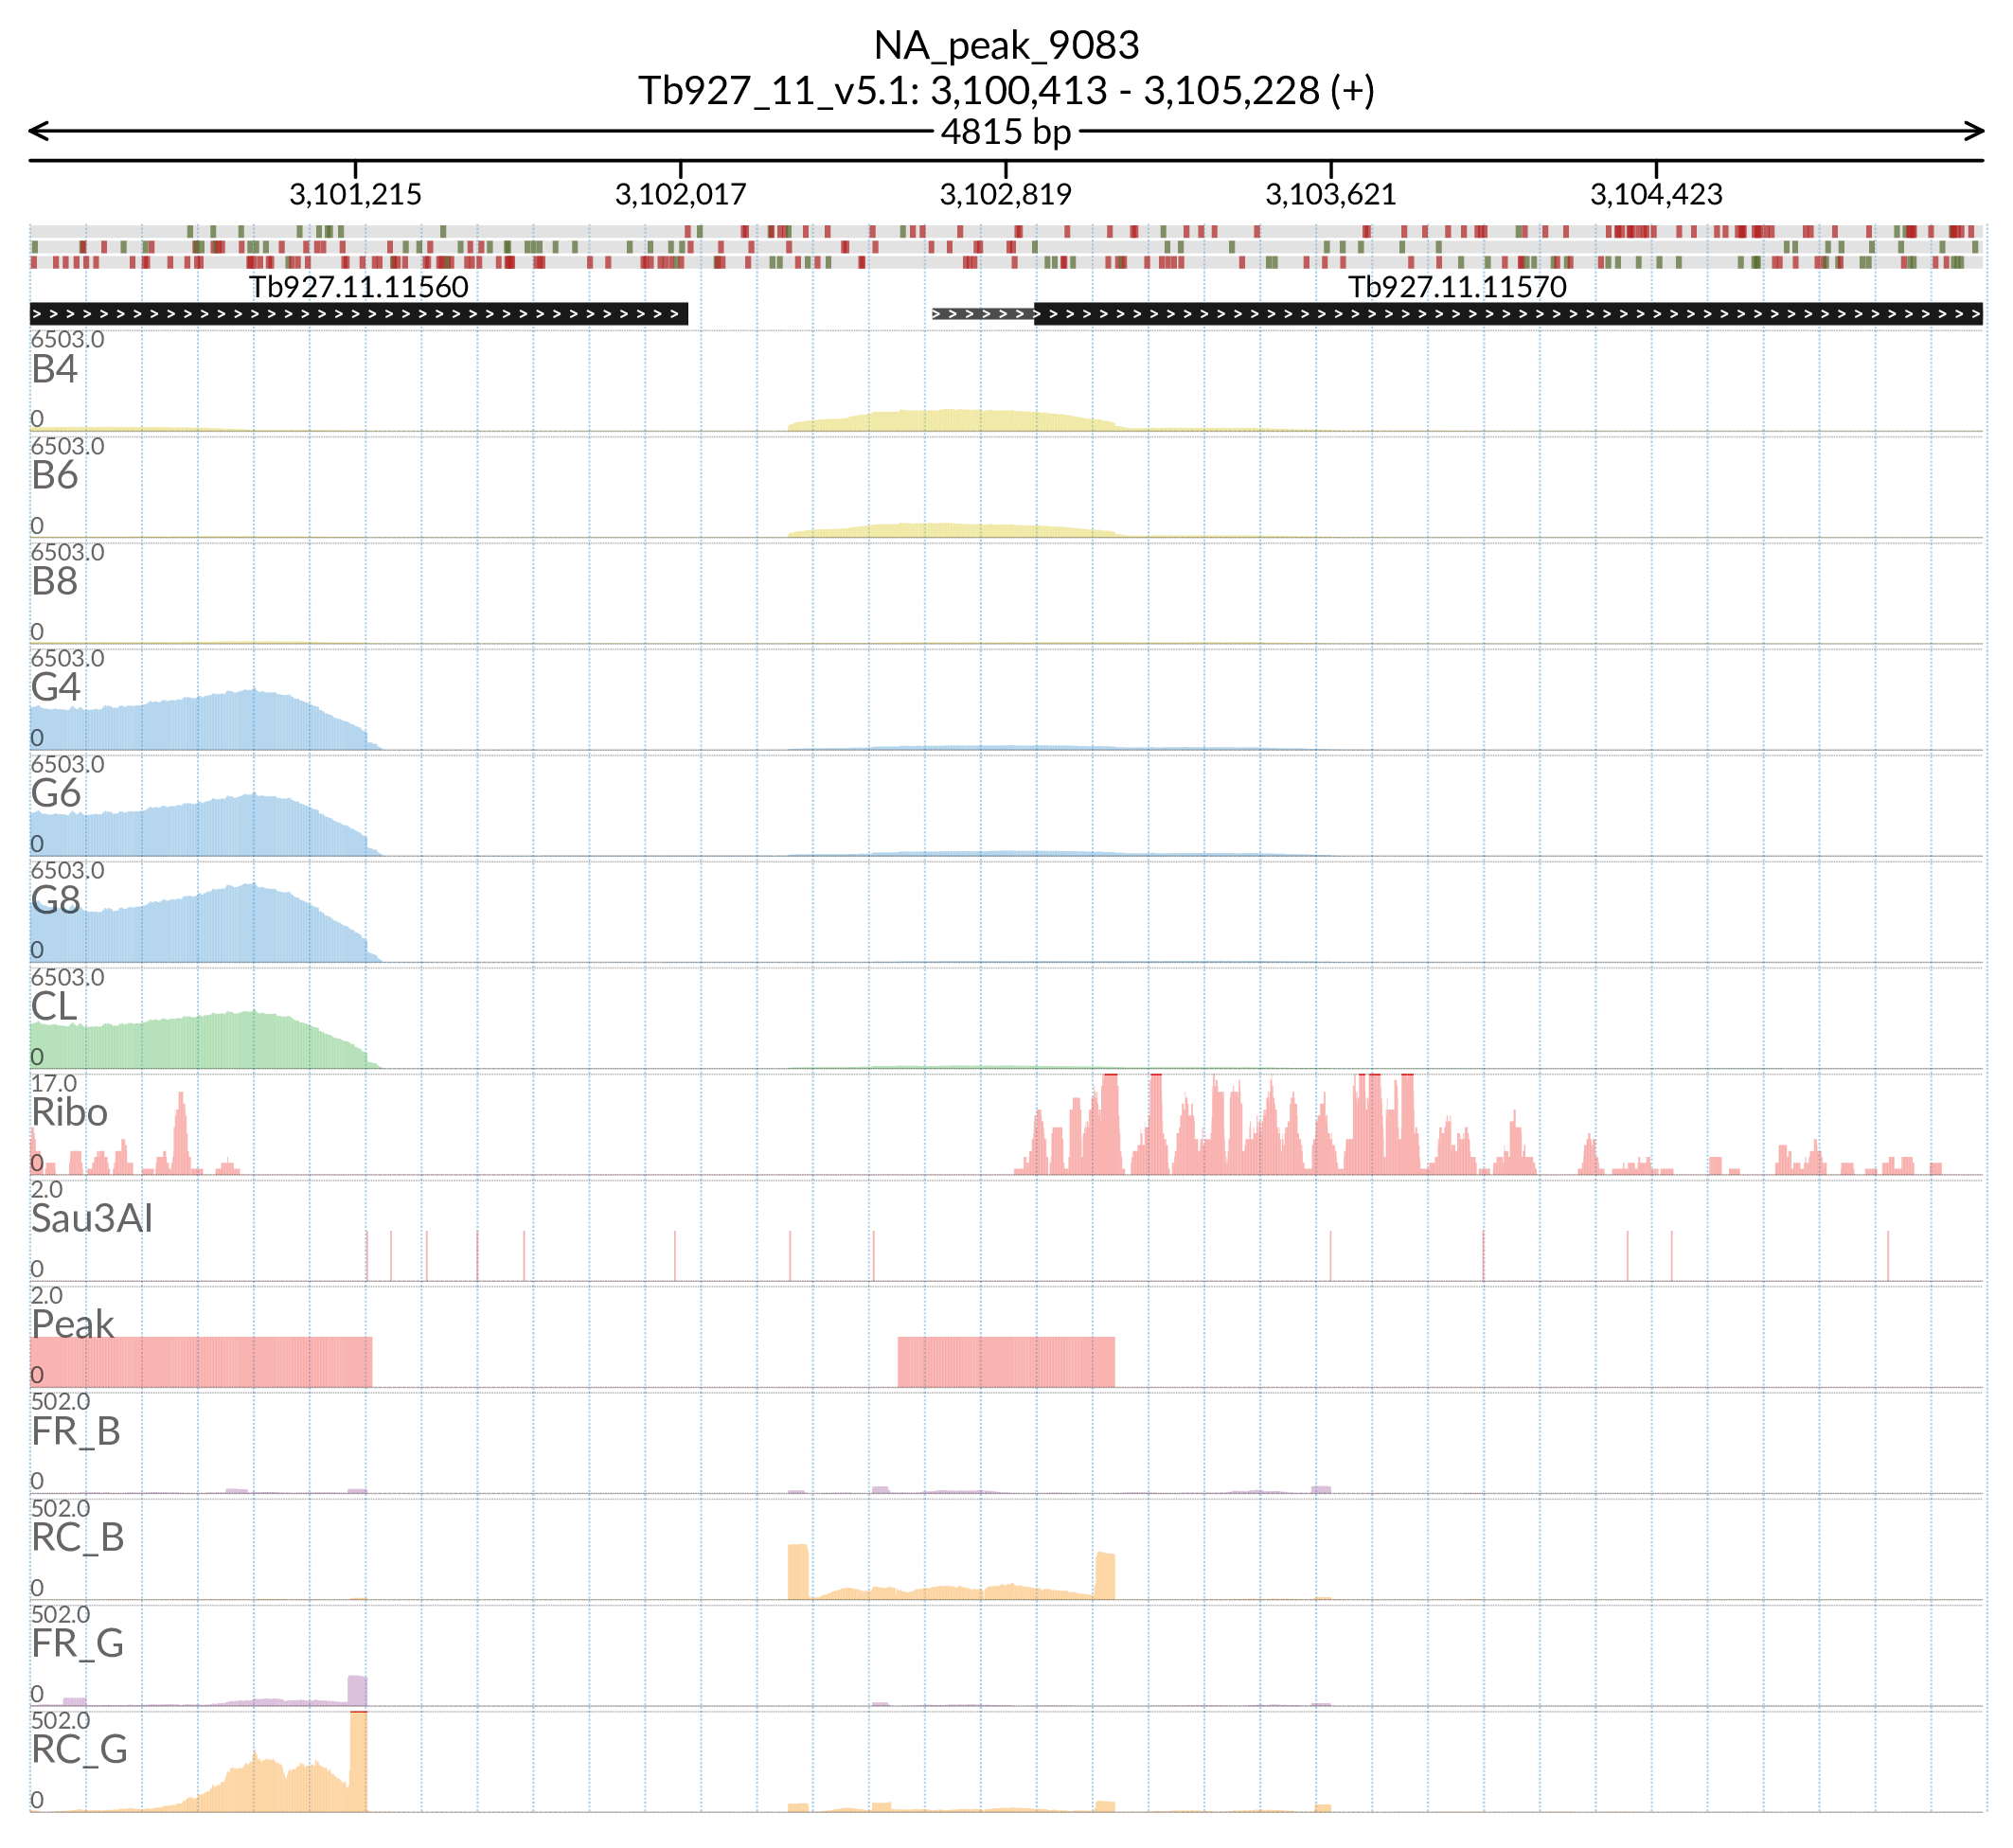 NA_peak_9083
Tb927_11_v5.1: 3,100,413 - 3,105,228 (+)
4815 bp
3,101,215 3,102,017 3,102,819 3,103,621 3,104,423
Tb927.11.11560 Tb927.11.11570
6503.0
B4
0
6503.0
B6
0
6503.0
B8
0
6503.0
G4
0
6503.0
G6
0
6503.0
G8
0
6503.0
CL
0
17.0
Ribo
0
2.0
Sau3AI
0
2.0
Peak
0
502.0
FR_B
0
502.0
RC_B
0
502.0
FR_G
0
502.0
RC_G
0